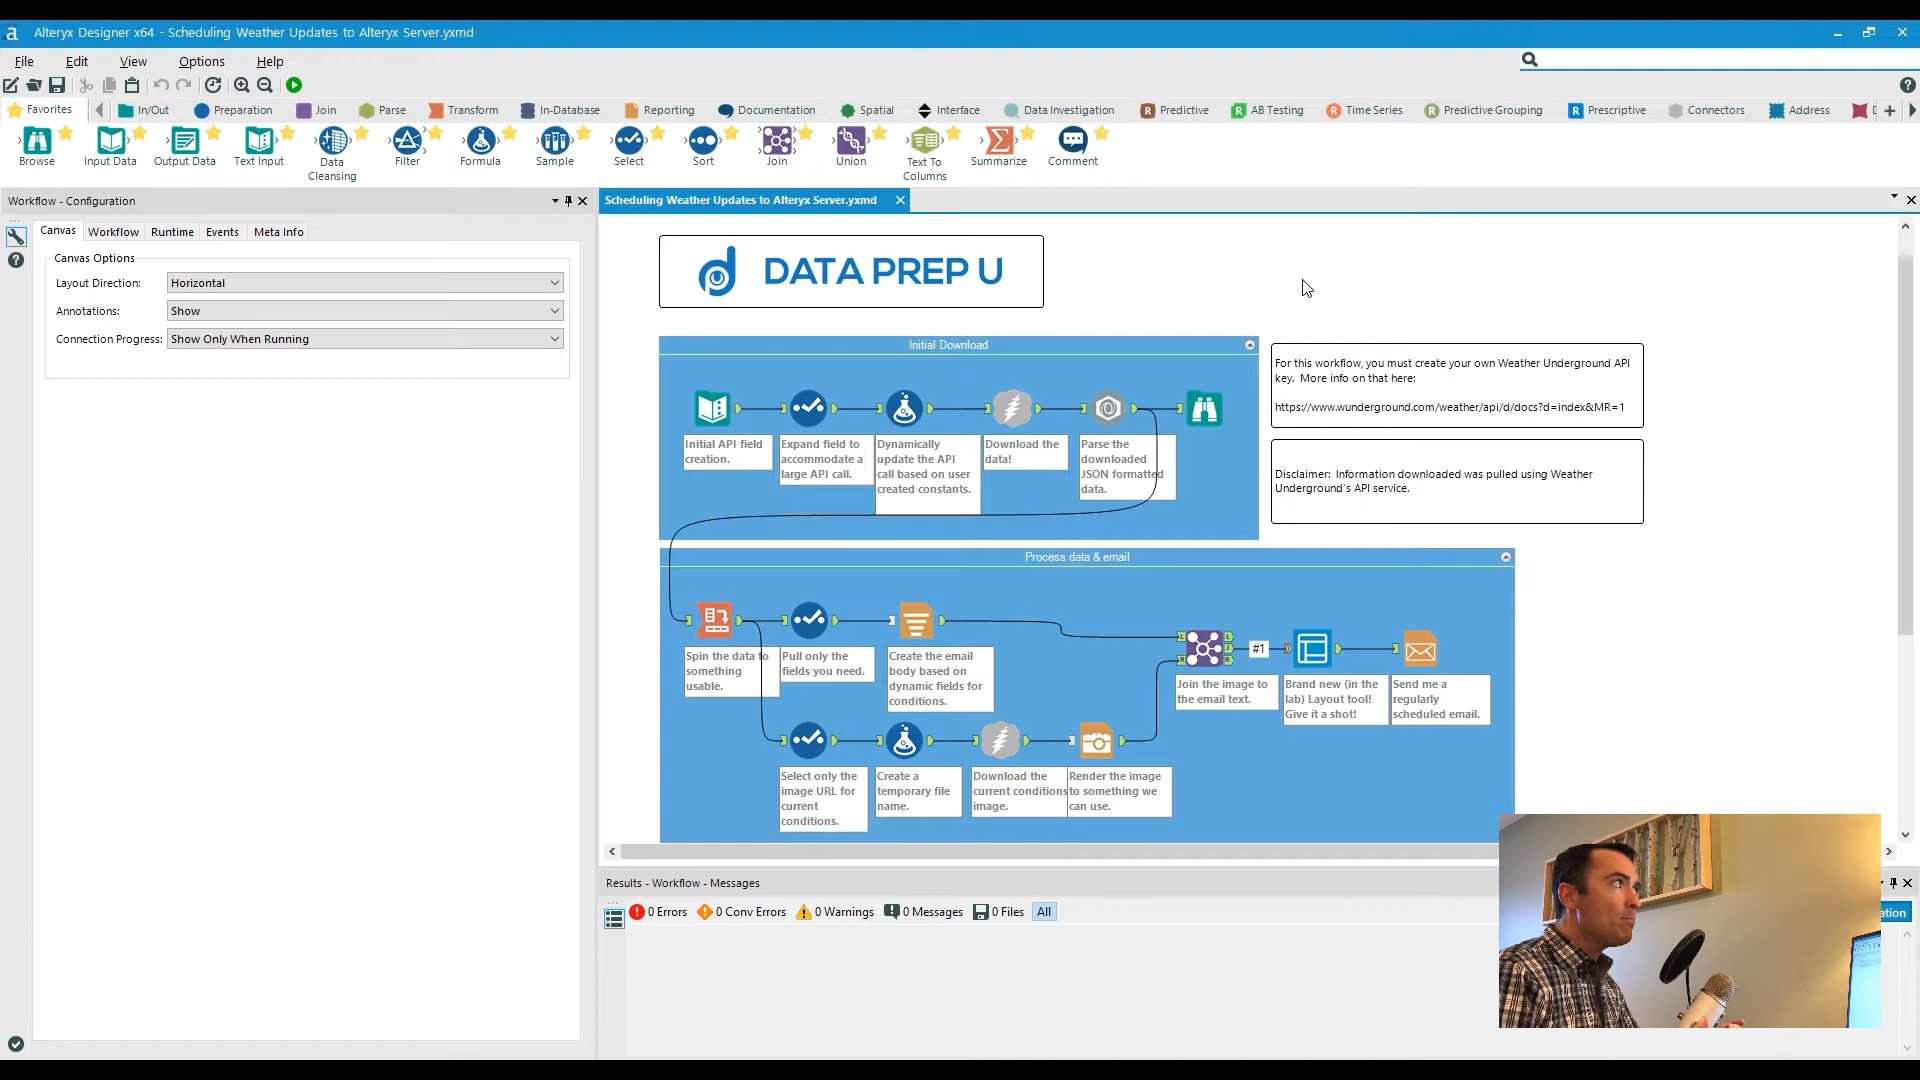 a Alteryx Designer x64 - Scheduling Weather Updates to Alteryx Server.yxmd
File Edit View Options Help
Favorites In/Out Preparation Join Parse Transform In-Database Reporting Documentation Spatial Interface Data Investigation Predictive AB Testing Time Series Predictive Grouping Prescriptive Connectors Address
Browse Input Data Output Data Text Input Data Cleansing Filter Formula Sample Select Sort Join Union Text To Columns Summarize Comment
Workflow - Configuration
Canvas Workflow Runtime Events Meta Info
Canvas Options
Layout Direction: Horizontal
Annotations: Show
Connection Progress: Show Only When Running
Scheduling Weather Updates to Alteryx Server.yxmd
DATA PREP U
Initial Download
Initial API field
creation.
Expand field to
accommodate a
large API call.
Dynamically
update the API
call based on user
created constants.
Download the
data!
Parse the
downloaded
JSON formatted
data.
For this workflow, you must create your own Weather Underground API
key. More info on that here:
https://www.wunderground.com/weather/api/d/docs?d=index&MR=1
Disclaimer: Information downloaded was pulled using Weather
Underground's API service.
Process data & email
Spin the data to
something
usable.
Pull only the
fields you need.
Create the email
body based on
dynamic fields for
conditions.
L
J
R
L
R
#1
Join the image to
the email text.
Brand new (in the
lab) Layout tool!
Give it a shot!
Send me a
regularly
scheduled email.
Select only the
image URL for
current
conditions.
Create a
temporary file
name.
Download the
current conditions
image.
Render the image
to something we
can use.
Results - Workflow - Messages
0 Errors 0 Conv Errors 0 Warnings 0 Messages 0 Files All
ation